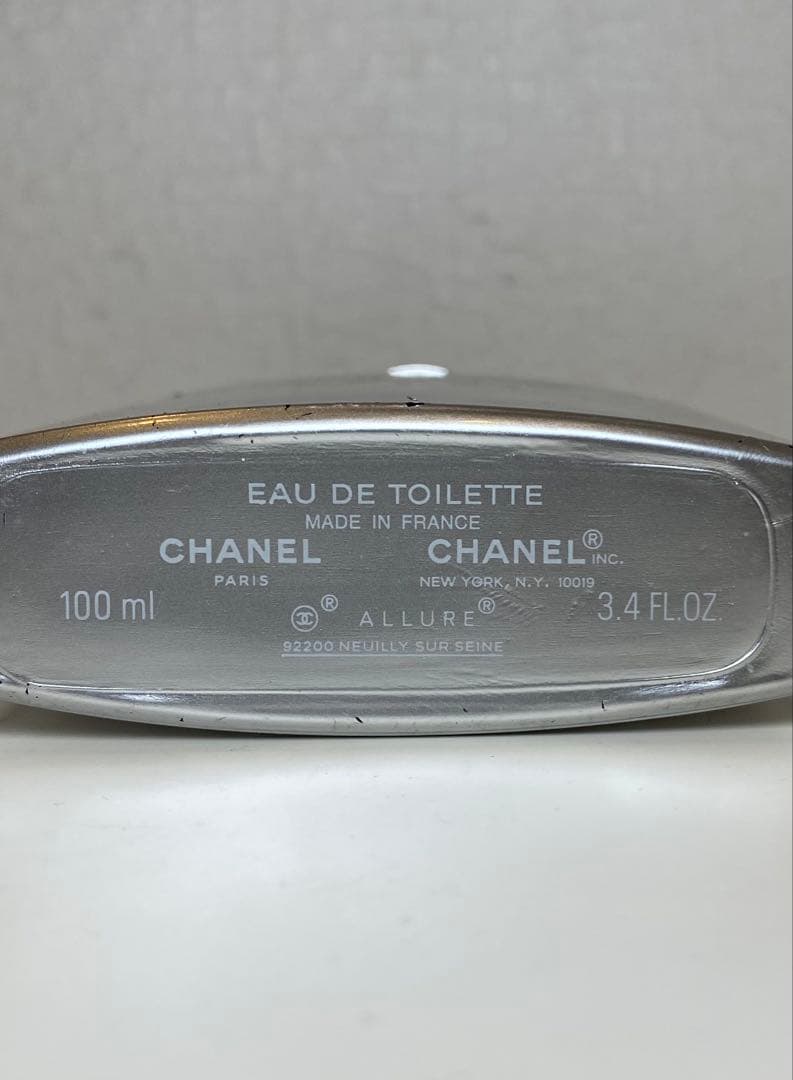 EAU DE TOILETTE
MADE IN FRANCE
CHANEL CHANEL® INC.
PARIS NEW YORK, N.Y. 10019
100 ml ® ALLURE® 3.4 FL.OZ.
92200 NEUILLY SUR SEINE